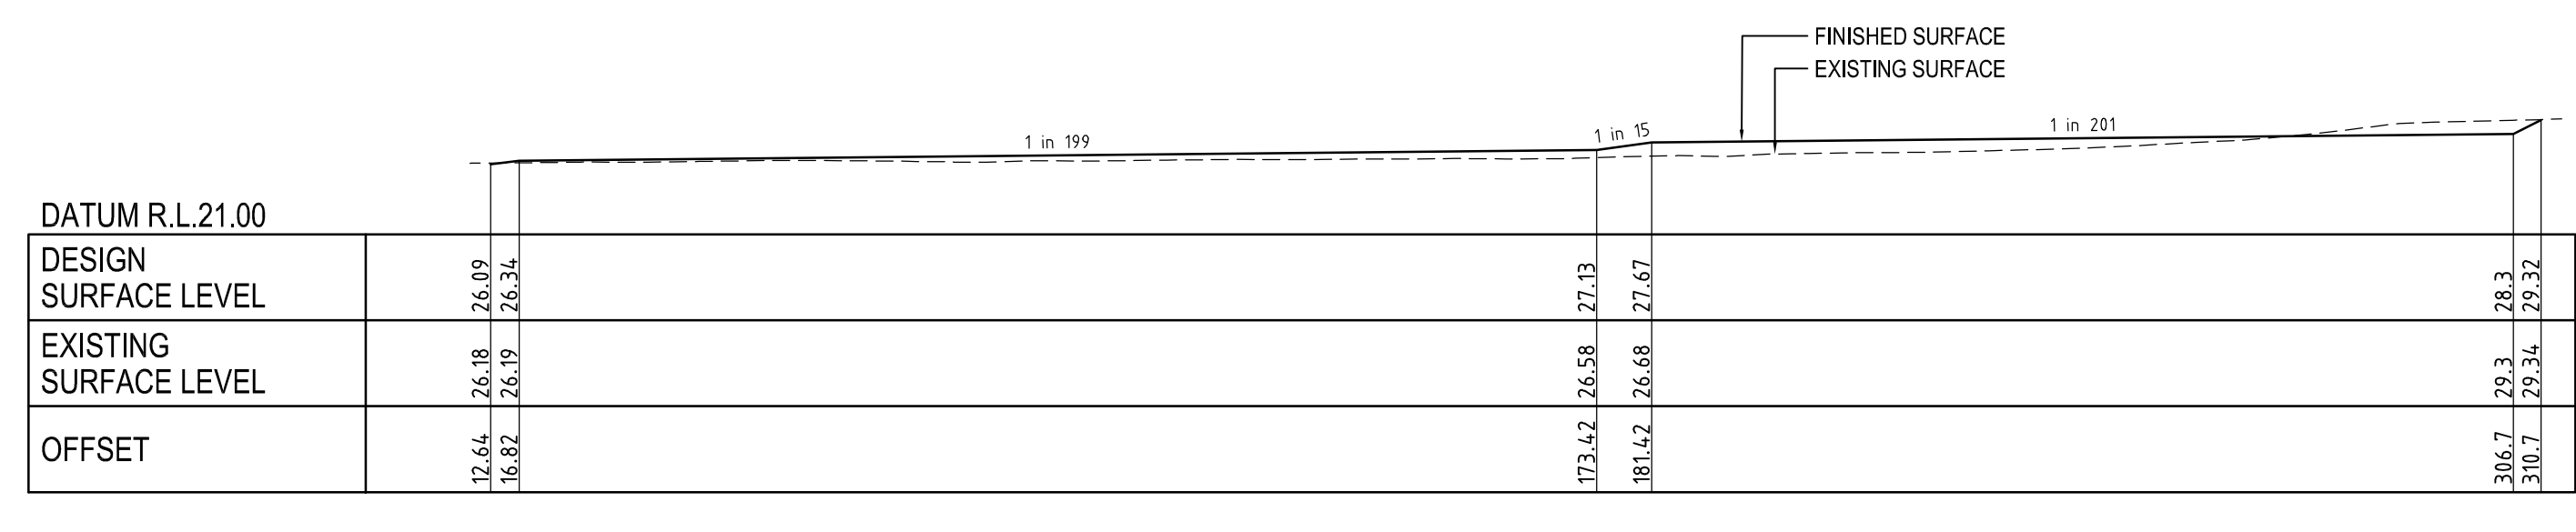 FINISHED SURFACE
EXISTING SURFACE
1 in 199
1 in 15
1 in 201
DATUM R.L.21.00
DESIGN
SURFACE LEVEL
26.09
26.34
27.13
27.67
28.3
29.32
EXISTING
SURFACE LEVEL
26.18
26.19
26.58
26.68
29.3
29.34
OFFSET
12.64
16.82
173.42
181.42
306.7
310.7